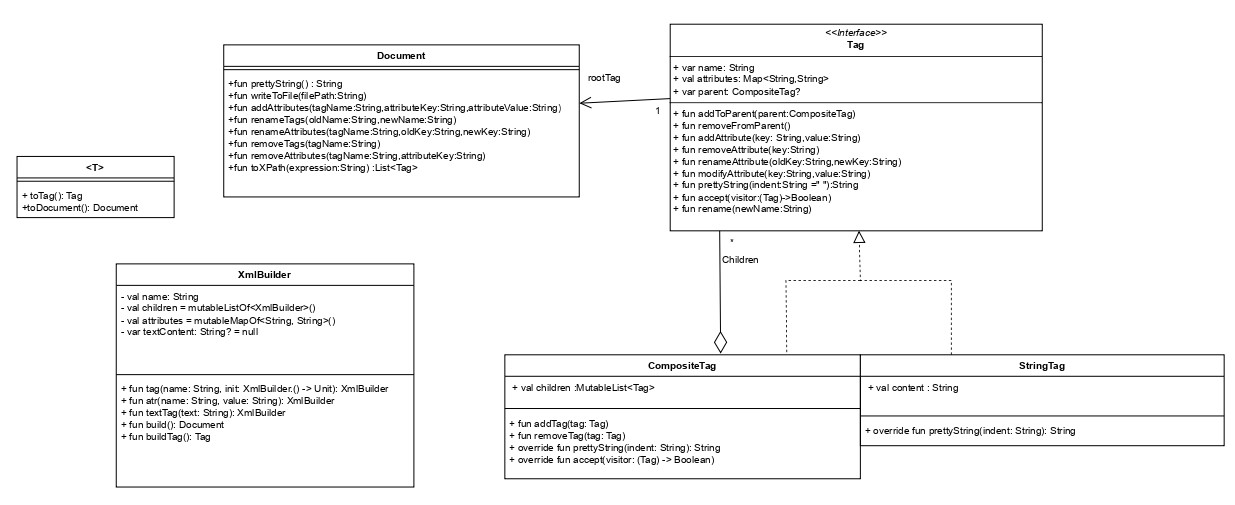 <T>
+ toTag(): Tag
+toDocument(): Document
Document
+fun prettyString() : String
+fun writeToFile(filePath:String)
+fun addAttributes(tagName:String,attributeKey:String,attributeValue:String)
+fun renameTags(oldName:String,newName:String)
+fun renameAttributes(tagName:String,oldKey:String,newKey:String)
+fun removeTags(tagName:String)
+fun removeAttributes(tagName:String,attributeKey:String)
+fun toXPath(expression:String) :List<Tag>
rootTag
1
<<Interface>>
Tag
+ var name: String
+ val attributes: Map<String,String>
+ var parent: CompositeTag?
+ fun addToParent(parent:CompositeTag)
+ fun removeFromParent()
+ fun addAttribute(key: String,value:String)
+ fun removeAttribute(key:String)
+ fun renameAttribute(oldKey:String,newKey:String)
+ fun modifyAttribute(key:String,value:String)
+ fun prettyString(indent:String =" "):String
+ fun accept(visitor:(Tag)->Boolean)
+ fun rename(newName:String)
*
Children
XmlBuilder
- val name: String
- val children = mutableListOf<XmlBuilder>()
- val attributes = mutableMapOf<String, String>()
- var textContent: String? = null
+ fun tag(name: String, init: XmlBuilder.() -> Unit): XmlBuilder
+ fun atr(name: String, value: String): XmlBuilder
+ fun textTag(text: String): XmlBuilder
+ fun build(): Document
+ fun buildTag(): Tag
CompositeTag
+ val children :MutableList<Tag>
+ fun addTag(tag: Tag)
+ fun removeTag(tag: Tag)
+ override fun prettyString(indent: String): String
+ override fun accept(visitor: (Tag) -> Boolean)
StringTag
+ val content : String
+ override fun prettyString(indent: String): String